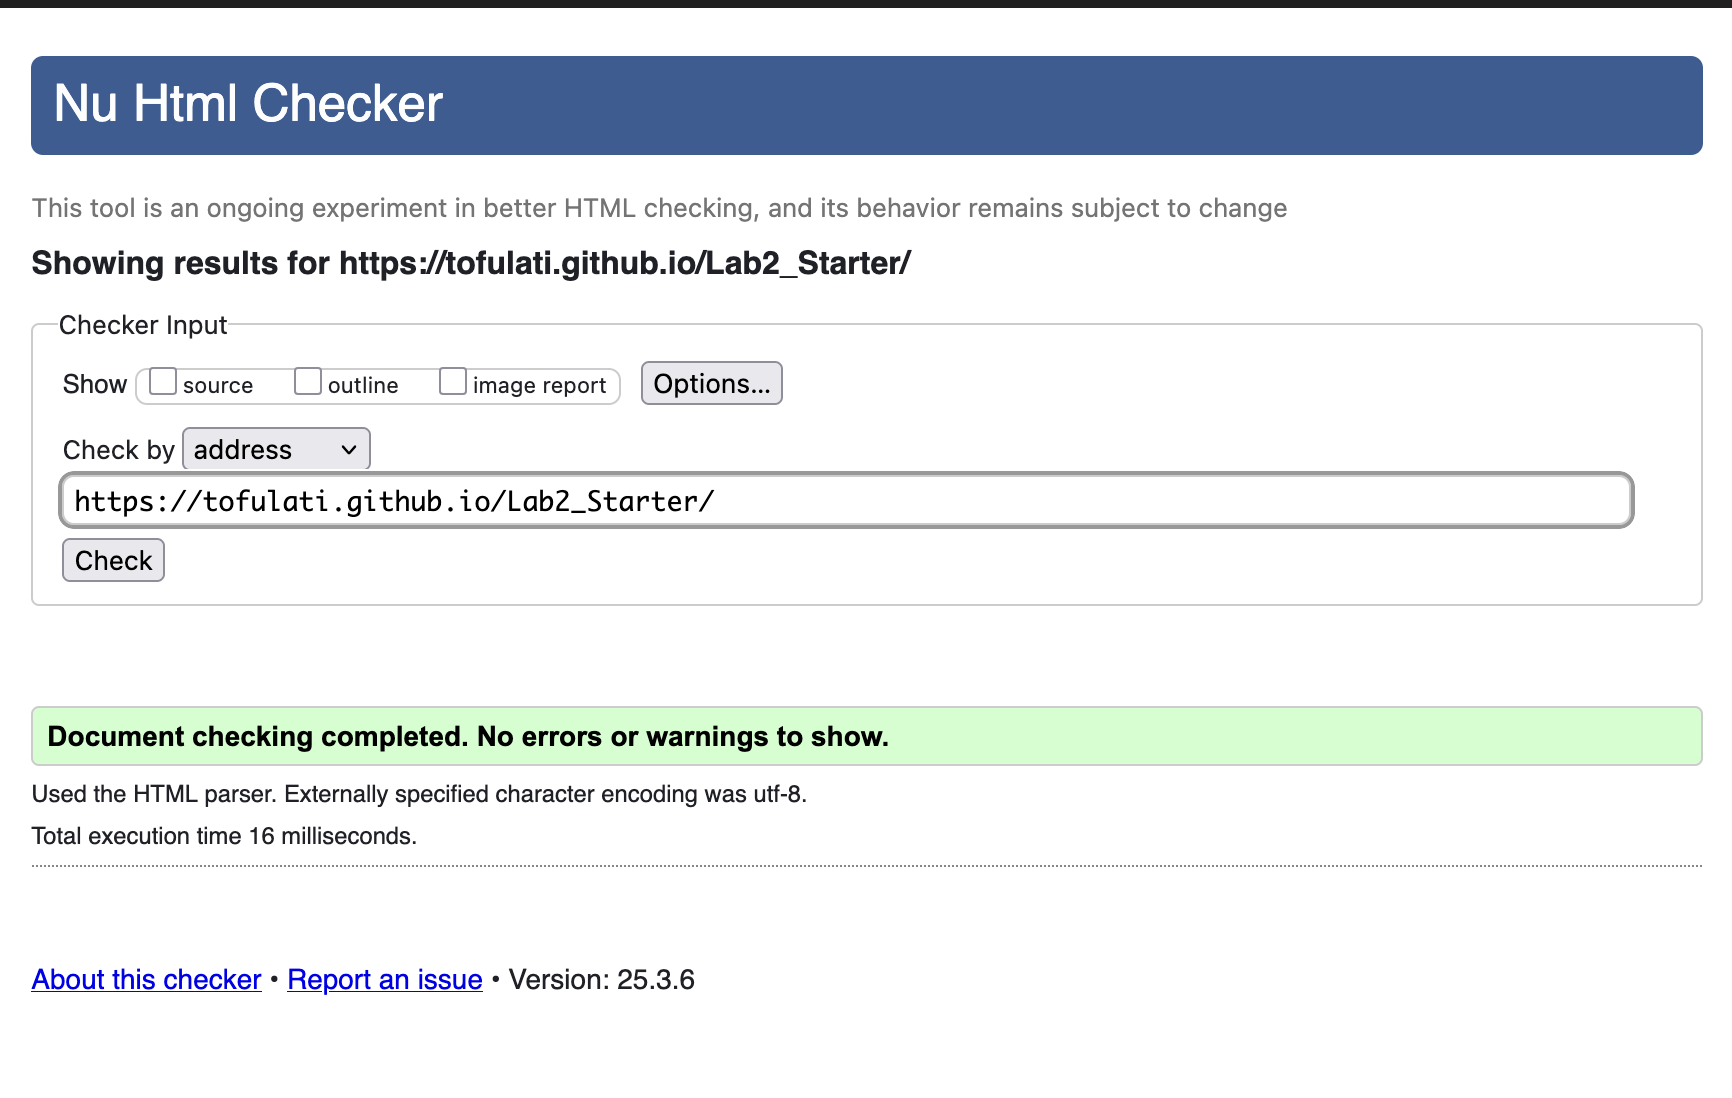 Nu Html Checker
This tool is an ongoing experiment in better HTML checking, and its behavior remains subject to change
Showing results for https://tofulati.github.io/Lab2_Starter/
Checker Input
Show source outline image report Options...
Check by address
https://tofulati.github.io/Lab2_Starter/
Check
Document checking completed. No errors or warnings to show.
Used the HTML parser. Externally specified character encoding was utf-8.
Total execution time 16 milliseconds.
About this checker • Report an issue • Version: 25.3.6